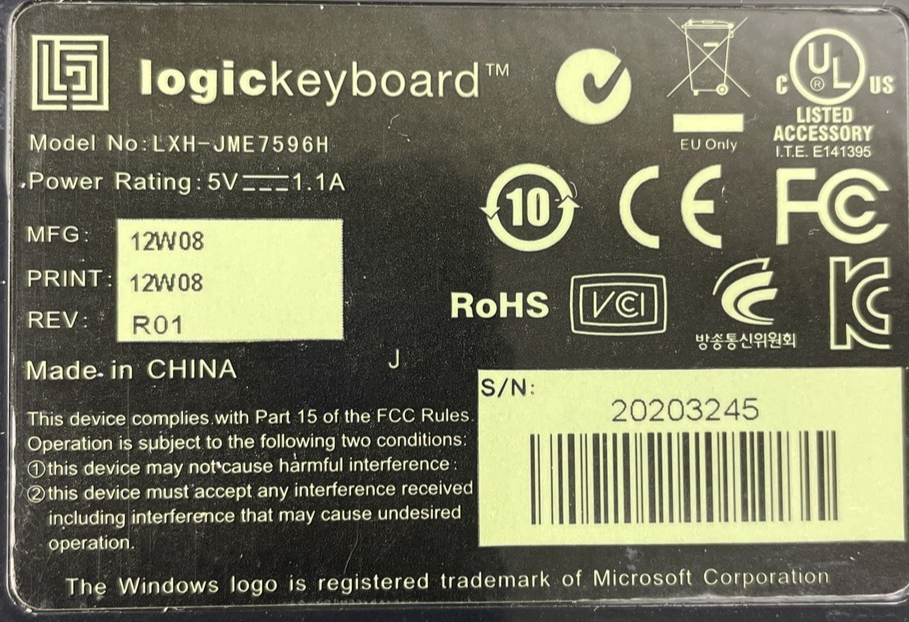 logickeyboard™
Model No:LXH-JME7596H
Power Rating: 5V⎓1.1A
MFG: 12W08
PRINT: 12W08
REV: R01
Made in CHINA
J
EU Only
C UL ® US
LISTED
ACCESSORY
I.T.E. E141395
10
CE
FC
RoHS
VCI
방송통신위원회
This device complies with Part 15 of the FCC Rules.
Operation is subject to the following two conditions:
①this device may not cause harmful interference:
②this device must accept any interference received
including interference that may cause undesired
operation.
S/N:
20203245
The Windows logo is registered trademark of Microsoft Corporation